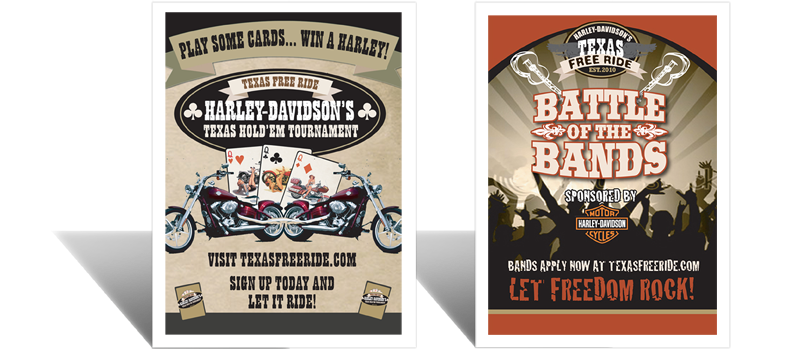 PLAY SOME CARDS... WIN A HARLEY!
TEXAS FREE RIDE
HARLEY-DAVIDSON'S
TEXAS HOLD'EM TOURNAMENT
VISIT TEXASFREERIDE.COM
SIGN UP TODAY AND
LET IT RIDE!
HARLEY-DAVIDSON'S
TEXAS
FREE RIDE
EST. 2010
BATTLE
OF THE
BANDS
SPONSORED BY
MOTOR
HARLEY-DAVIDSON
CYCLES
BANDS APPLY NOW AT TEXASFREERIDE.COM
LET FREEDOM ROCK!